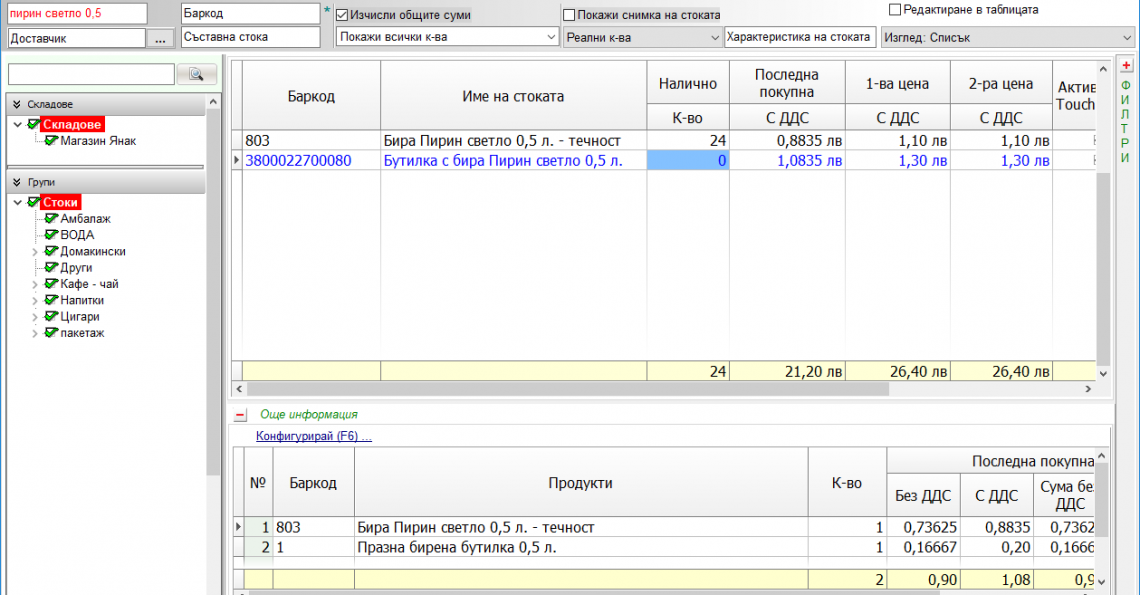 пирин светло 0,5
Баркод
*
Изчисли общите суми
Покажи снимка на стоката
Редактиране в таблицата
Доставчик
...
Съставна стока
Покажи всички к-ва
Реални к-ва
Характеристика на стоката
Изглед: Списък
Складове
Складове
Магазин Янак
Групи
Стоки
Амбалаж
ВОДА
Домакински
Други
Кафе - чай
Напитки
Цигари
пакетаж
Баркод
Име на стоката
Налично
Последна покупна
1-ва цена
2-ра цена
Актив
Touch
К-во
С ДДС
С ДДС
С ДДС
803 Бира Пирин светло 0,5 л. - течност 24 0,8835 лв 1,10 лв 1,10 лв
3800022700080 Бутилка с бира Пирин светло 0,5 л. 0 1,0835 лв 1,30 лв 1,30 лв
24 21,20 лв 26,40 лв 26,40 лв
ФИЛТРИ
Още информация
Конфигурирай (F6) ...
№
Баркод
Продукти
К-во
Последна покупна
Без ДДС
С ДДС
Сума бе
ДДС
1 803 Бира Пирин светло 0,5 л. - течност 1 0,73625 0,8835 0,7362
2 1 Празна бирена бутилка 0,5 л. 1 0,16667 0,20 0,1666
2 0,90 1,08 0,9